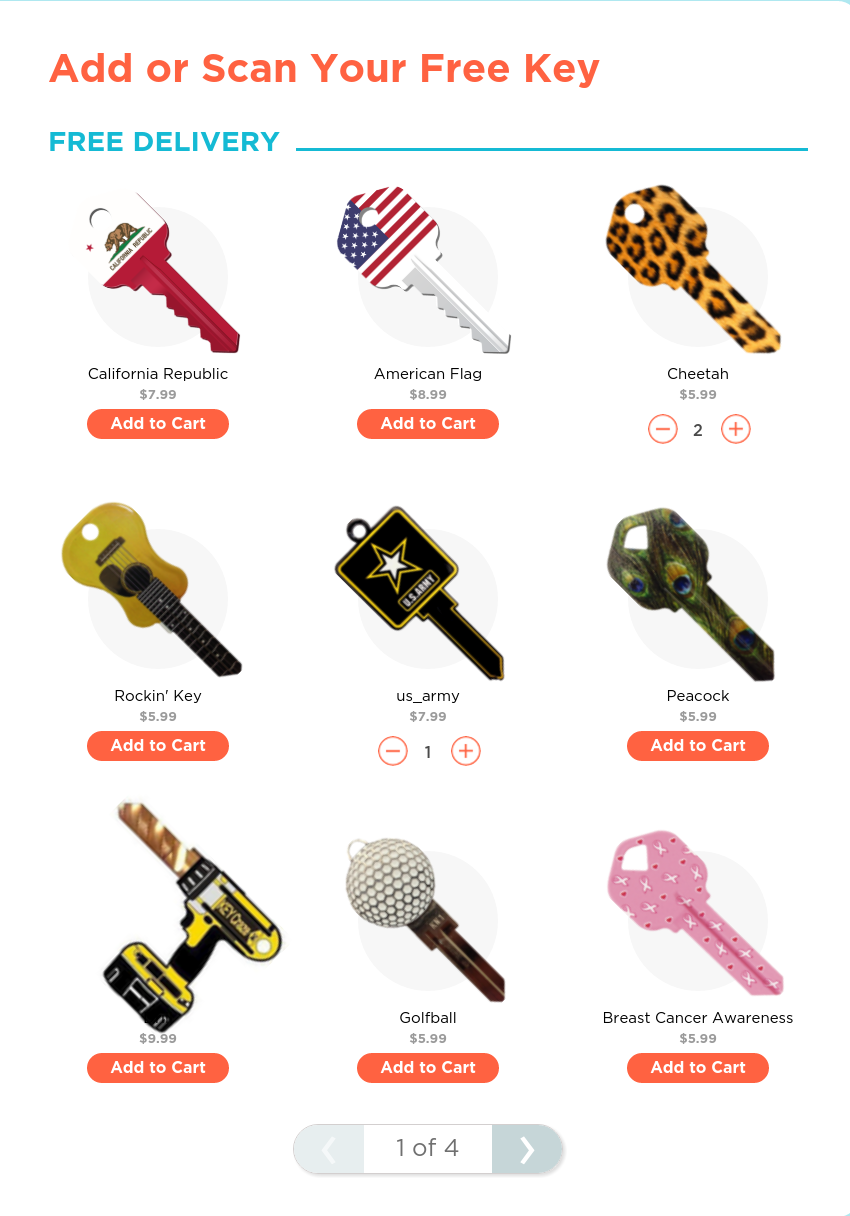 Add or Scan Your Free Key
FREE DELIVERY
CALIFORNIA REPUBLIC
California Republic
$7.99
Add to Cart
American Flag
$8.99
Add to Cart
Cheetah
$5.99
2
Rockin' Key
$5.99
Add to Cart
U.S.ARMY
us_army
$7.99
1
Peacock
$5.99
Add to Cart
KEYCraze
$9.99
Add to Cart
Golfball
$5.99
Add to Cart
Breast Cancer Awareness
$5.99
Add to Cart
1 of 4